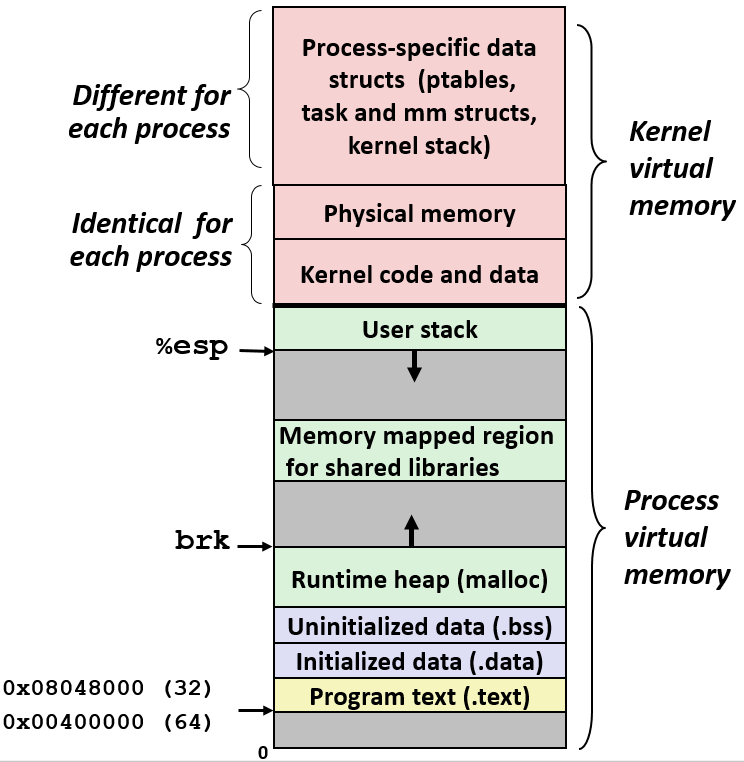 Process-specific data
structs (ptables,
task and mm structs,
kernel stack)
Different for
each process
Kernel
virtual
memory
Physical memory
Identical for
each process
Kernel code and data
User stack
%esp
Memory mapped region
for shared libraries
Process
virtual
memory
brk
Runtime heap (malloc)
Uninitialized data (.bss)
Initialized data (.data)
Program text (.text)
0x08048000 (32)
0x00400000 (64)
0